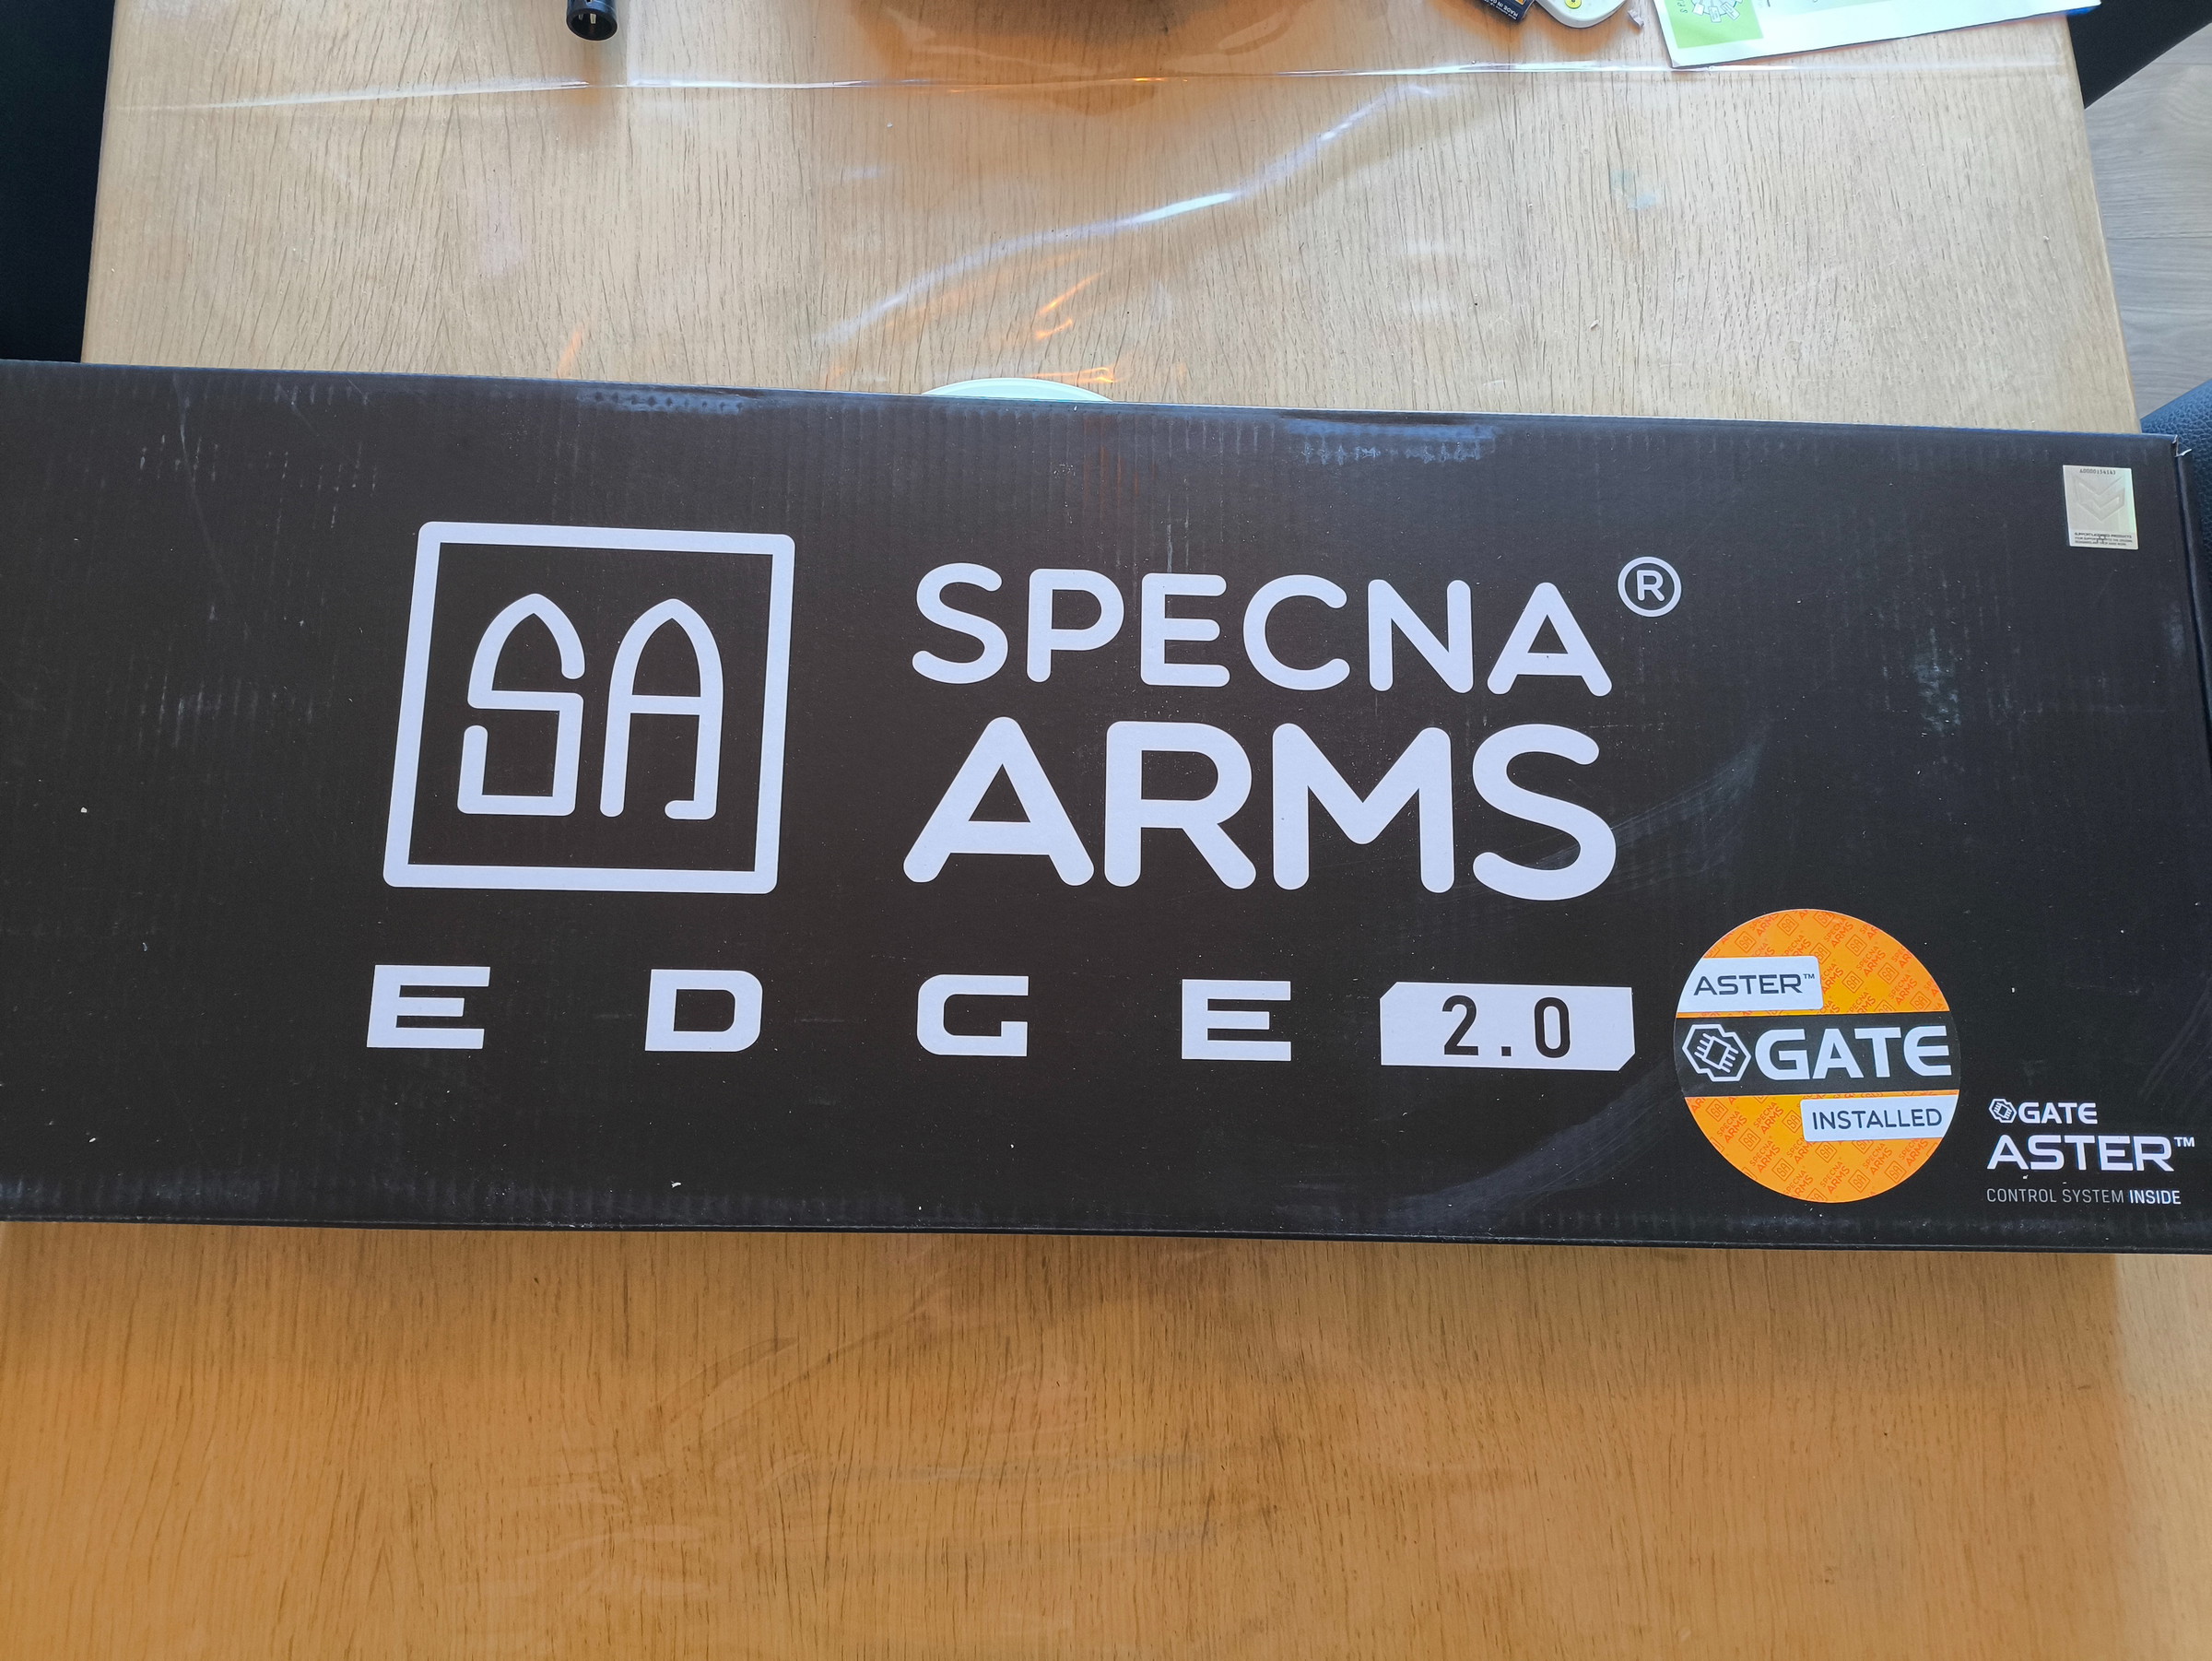 SA
SPECNA®
ARMS
EDGE 2.0
ASTER™
GATE
INSTALLED
GATE
ASTER™
CONTROL SYSTEM INSIDE